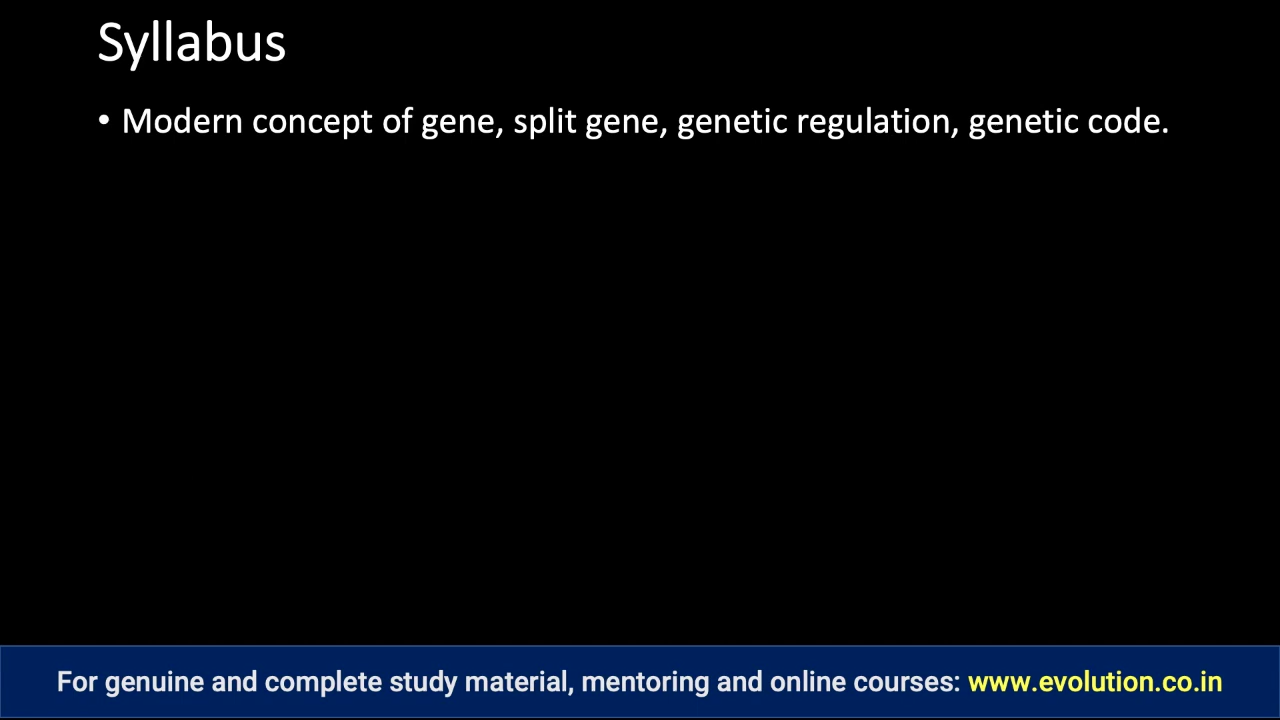 Syllabus
• Modern concept of gene, split gene, genetic regulation, genetic code.
For genuine and complete study material, mentoring and online courses: www.evolution.co.in